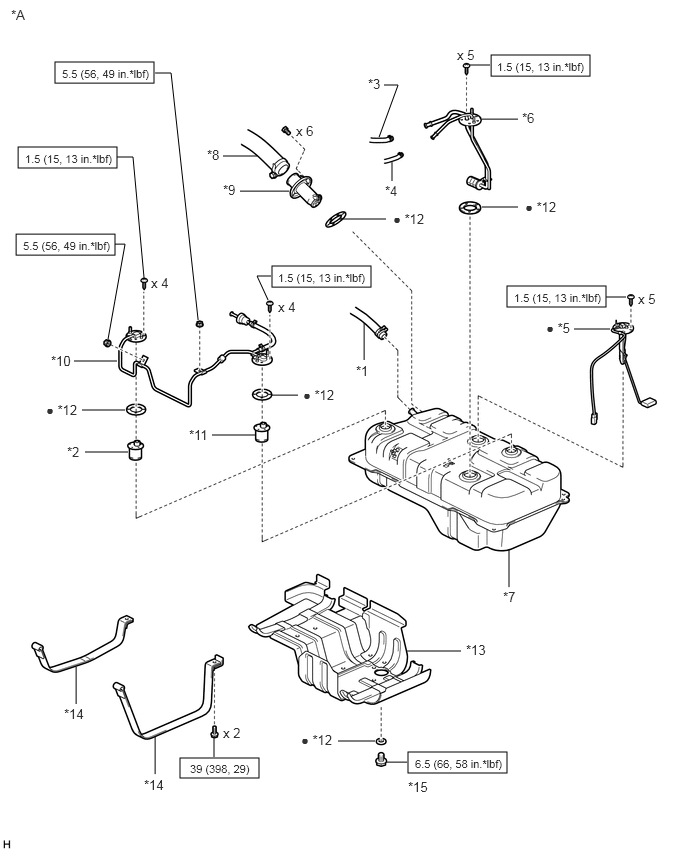 *A
x 5
1.5 (15, 13 in.*lbf)
5.5 (56, 49 in.*lbf)
*3
*6
x 6
*8
1.5 (15, 13 in.*lbf)
*4
*9
● *12
● *12
5.5 (56, 49 in.*lbf)
x 4
1.5 (15, 13 in.*lbf)
x 4
1.5 (15, 13 in.*lbf)
x 5
● *5
*10
*1
● *12
● *12
*11
*2
*7
*13
*14
x 2
● *12
39 (398, 29)
6.5 (66, 58 in.*lbf)
*14
*15
H